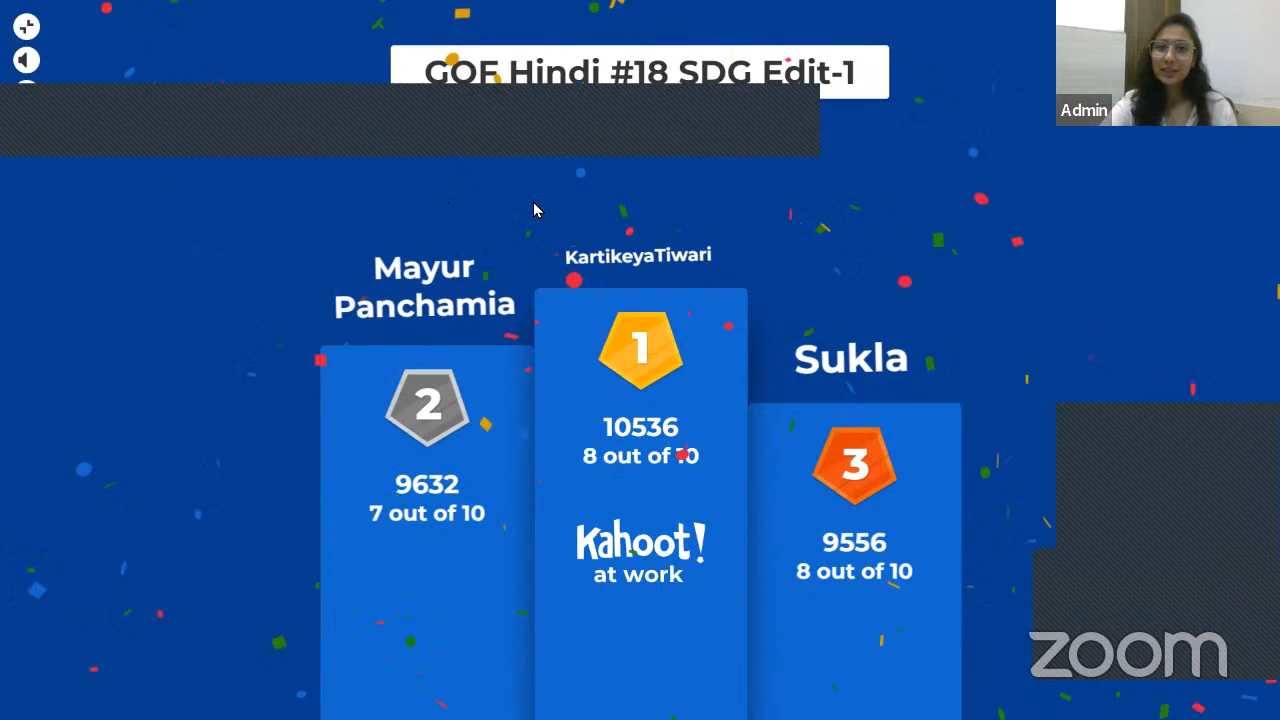 GOF Hindi #18 SDG Edit-1
Admin
Mayur
Panchamia
2
9632
7 out of 10
KartikeyaTiwari
1
10536
8 out of 10
Kahoot!
at work
Sukla
3
9556
8 out of 10
zoom